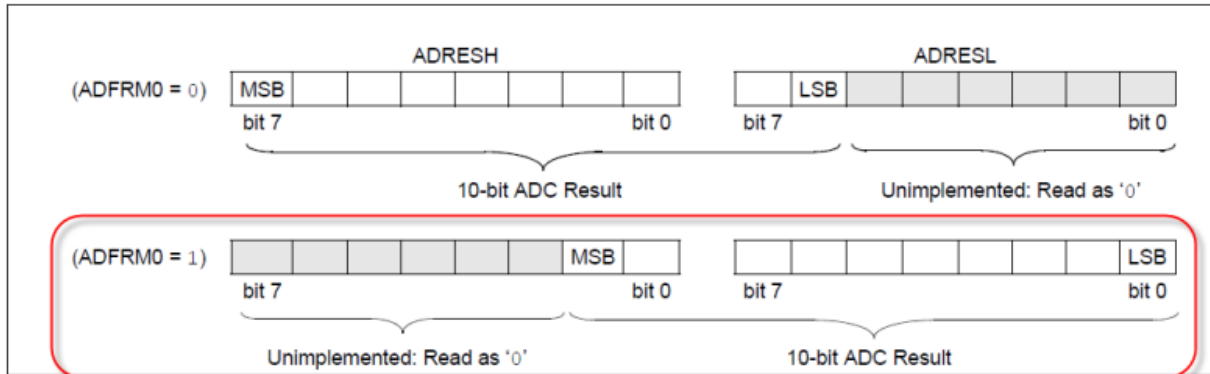 ADRESH ADRESL
(ADFRM0 = 0) MSB LSB
bit 7 bit 0 bit 7 bit 0
10-bit ADC Result Unimplemented: Read as ‘0’
(ADFRM0 = 1) MSB LSB
bit 7 bit 0 bit 7 bit 0
Unimplemented: Read as ‘0’ 10-bit ADC Result